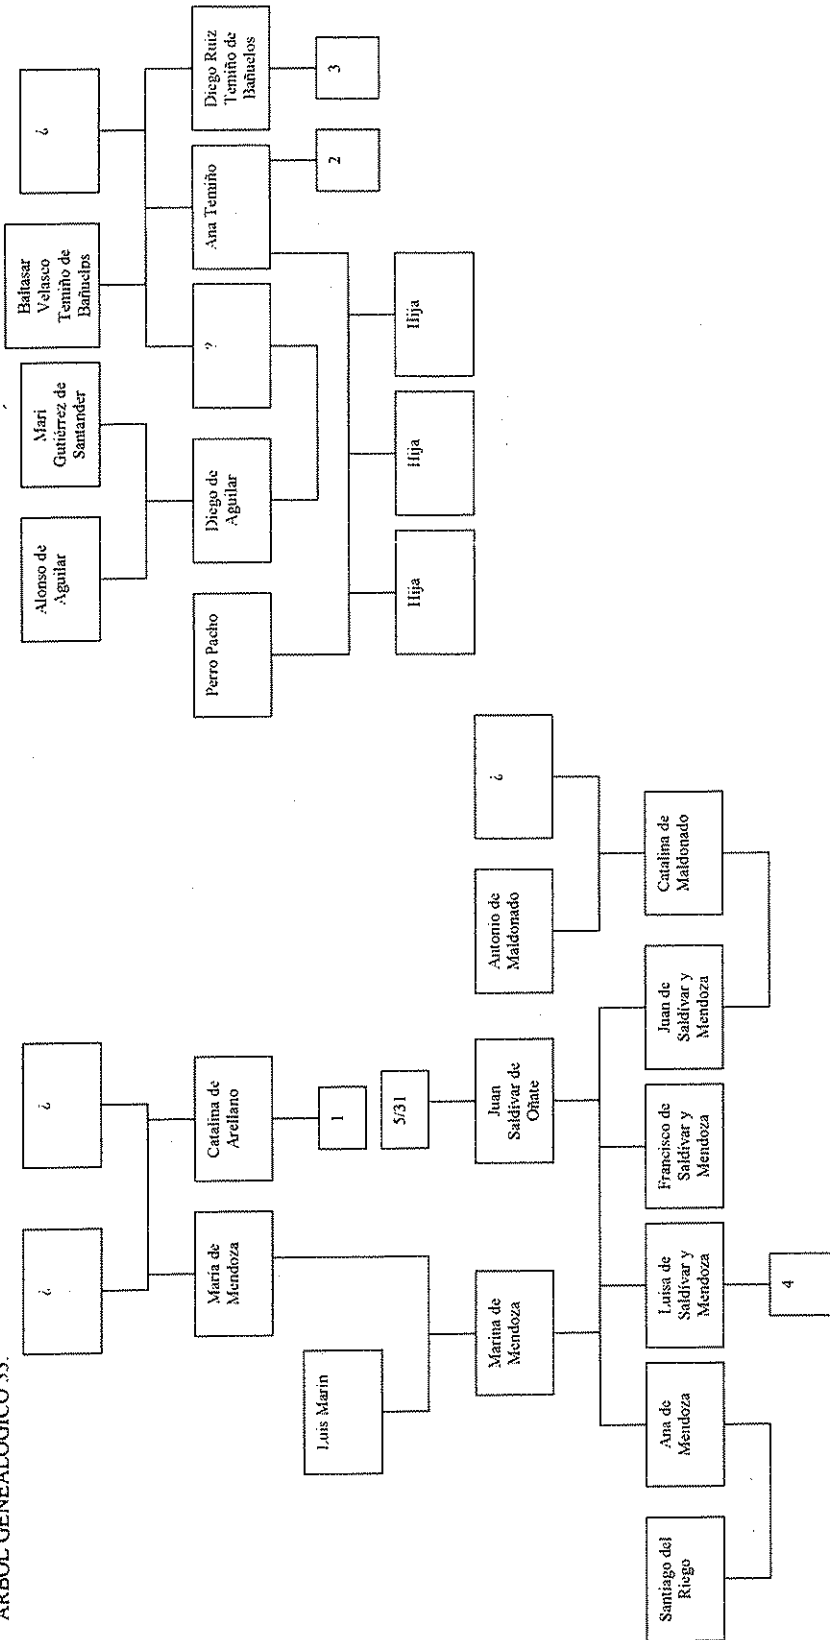 ARBOL GENEALOGICO
¿
¿
Alonso de
Aguilar
Mari
Gutiérrez de
Santander
Baltasar
Velasco
Temiño de
Bañuelos
¿
María de
Mendoza
Catalina de
Arellano
Perro Pacho
Diego de
Aguilar
?
Ana Temiño
Diego Ruiz
Temiño de
Bañuelos
Luis Marin
1
2
3
5/31
Hija
Hija
Hija
Marina de
Mendoza
Juan
Saldívar de
Oñate
Antonio de
Maldonado
¿
Santiago del
Riego
Ana de
Mendoza
Luisa de
Saldívar y
Mendoza
Francisco de
Saldívar y
Mendoza
Juan de
Saldívar y
Mendoza
Catalina de
Maldonado
4